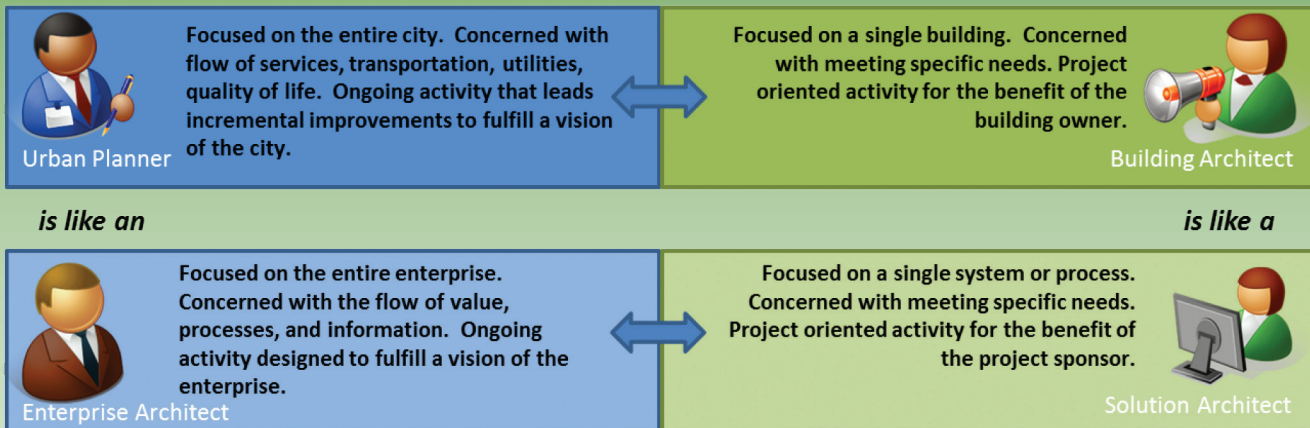 Focused on the entire city.  Concerned with
flow of services, transportation, utilities,
quality of life.  Ongoing activity that leads
incremental improvements to fulfill a vision
of the city.
Urban Planner
Focused on a single building.  Concerned
with meeting specific needs. Project
oriented activity for the benefit of the
building owner.
Building Architect
is like an
is like a
Focused on the entire enterprise.
Concerned with the flow of value,
processes, and information.  Ongoing
activity designed to fulfill a vision of the
enterprise.
Enterprise Architect
Focused on a single system or process.
Concerned with meeting specific needs.
Project oriented activity for the benefit of
the project sponsor.
Solution Architect